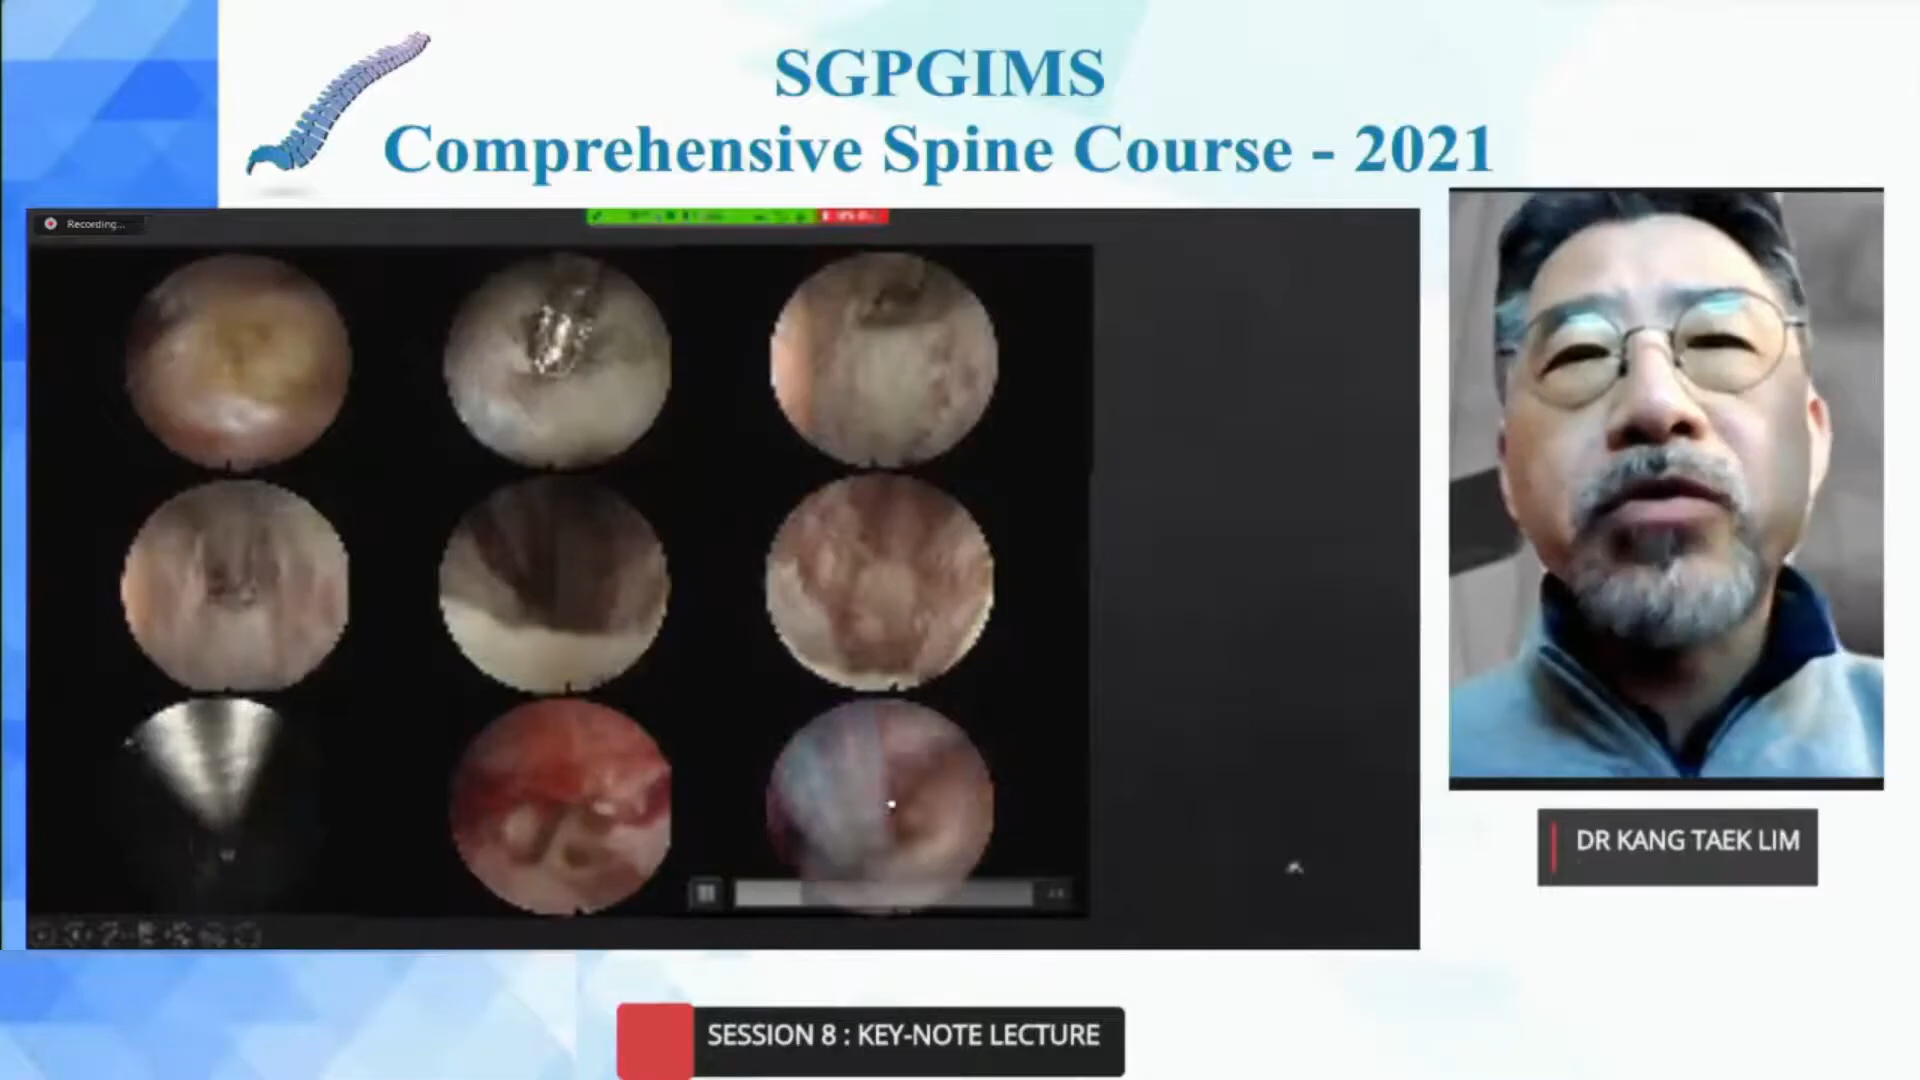 SGPGIMS
Comprehensive Spine Course - 2021
Recording...
DR KANG TAEK LIM
SESSION 8 : KEY-NOTE LECTURE